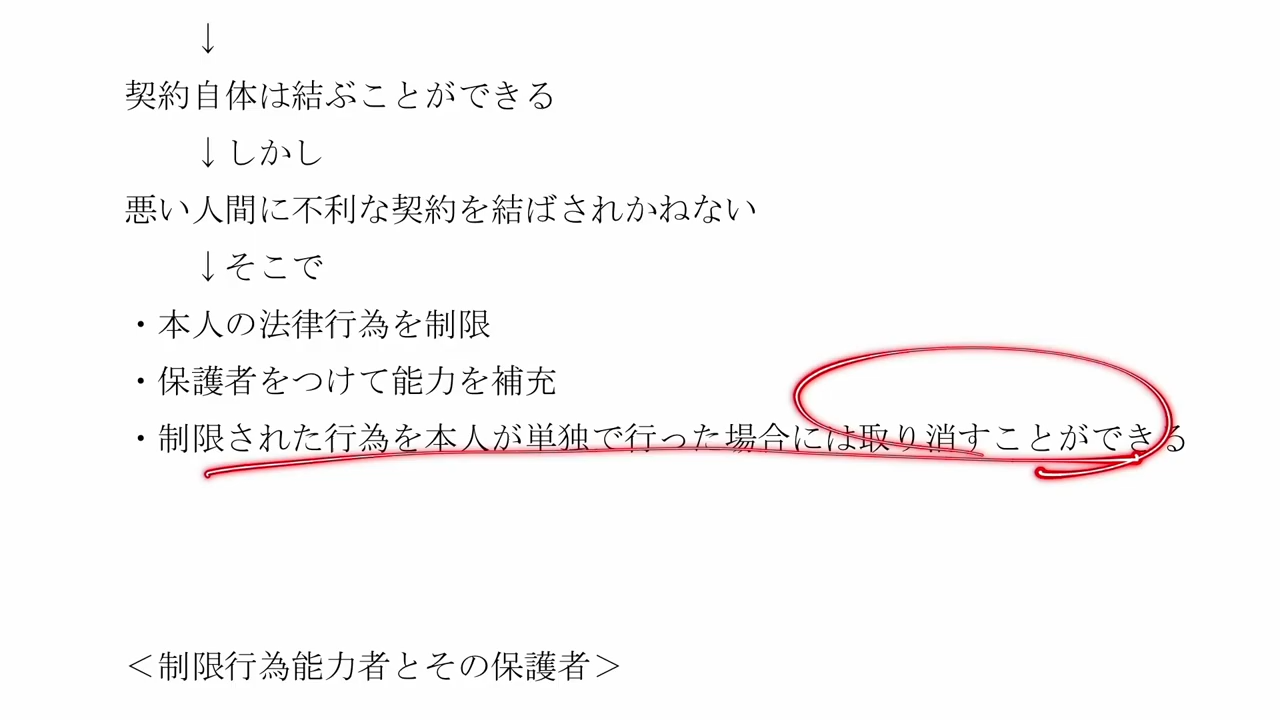 ↓
契約自体は結ぶことができる
↓しかし
悪い人間に不利な契約を結ばされかねない
↓そこで
・本人の法律行為を制限
・保護者をつけて能力を補充
・制限された行為を本人が単独で行った場合には取り消すことができる
＜制限行為能力者とその保護者＞